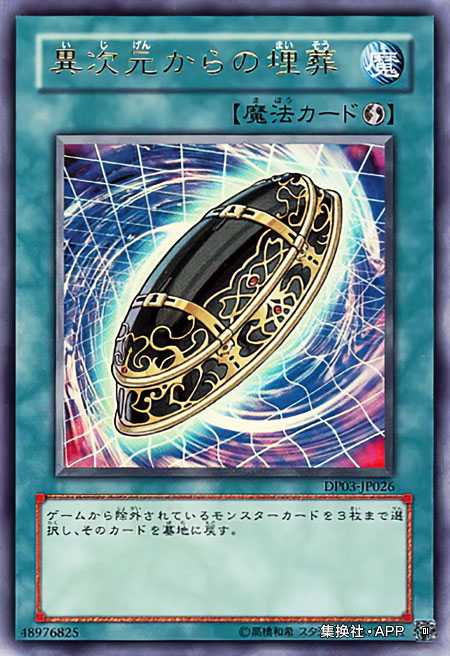 異次元からの埋葬
魔
【魔法カード】
DP03-JP026
ゲームから除外されているモンスターカードを3枚まで選
択し、そのカードを墓地に戻す。
48976825
©高橋和希 スタジ
集換社・APP